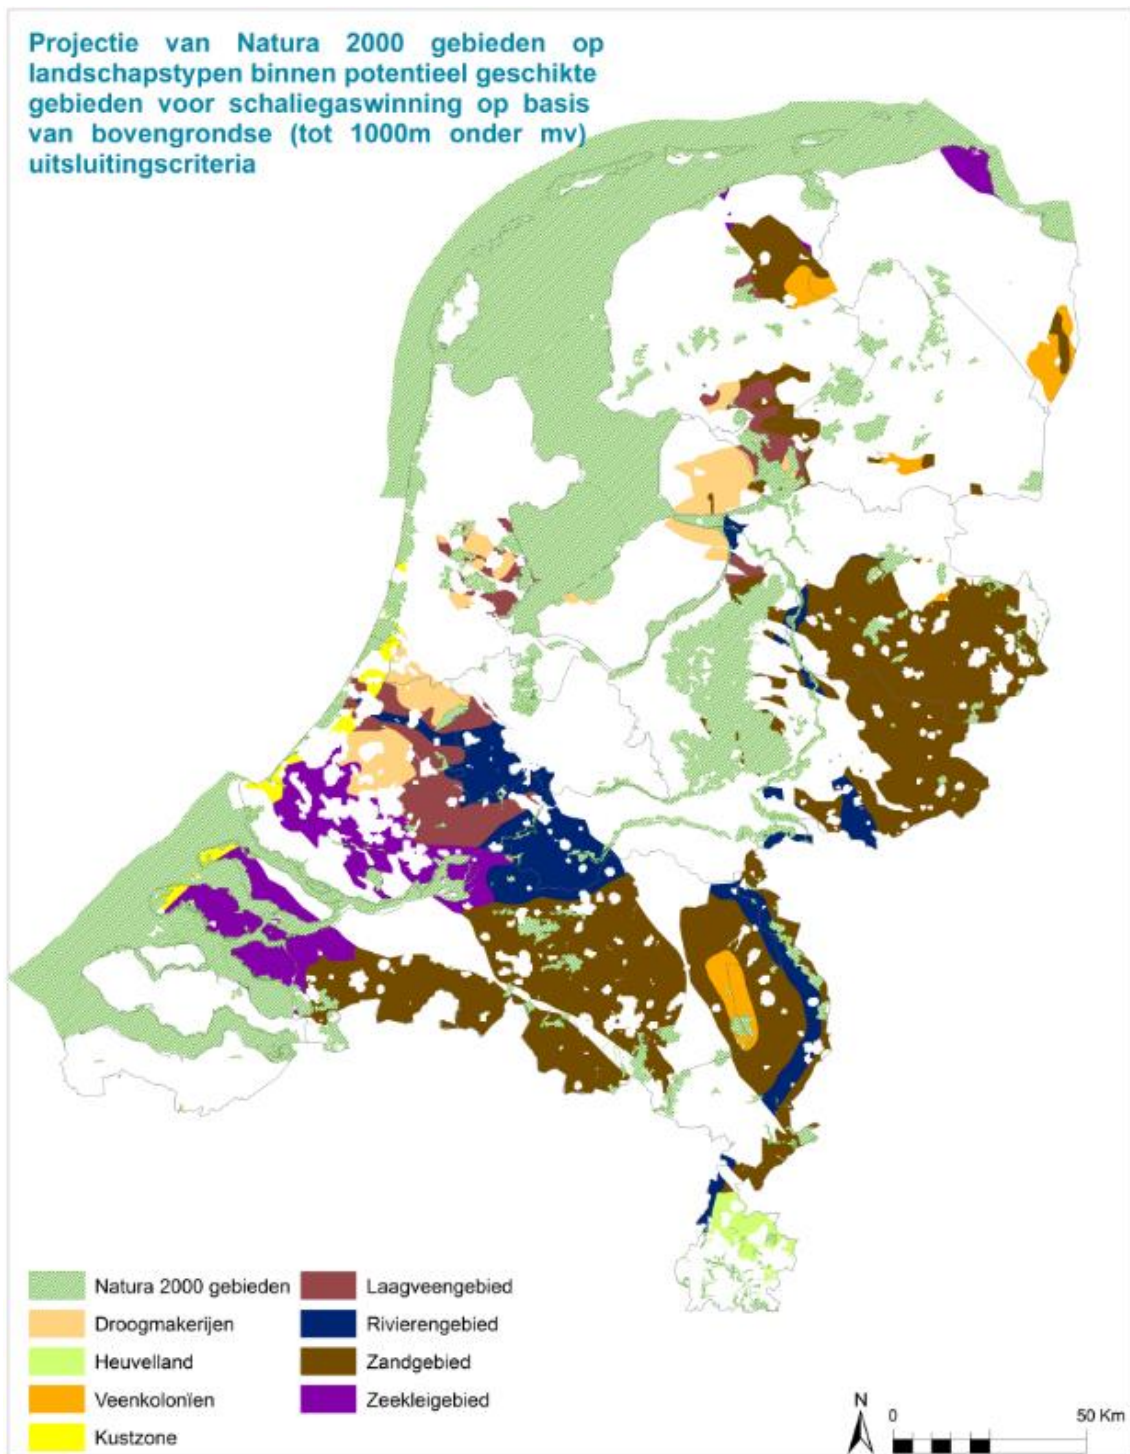 Projectie van Natura 2000 gebieden op
landschapstypen binnen potentieel geschikte
gebieden voor schaliegaswinning op basis
van bovengrondse (tot 1000m onder mv)
uitsluitingscriteria
Natura 2000 gebieden
Droogmakerijen
Heuvelland
Veenkolonïen
Kustzone
Laagveengebied
Rivierengebied
Zandgebied
Zeekleigebied
N
0 50 Km